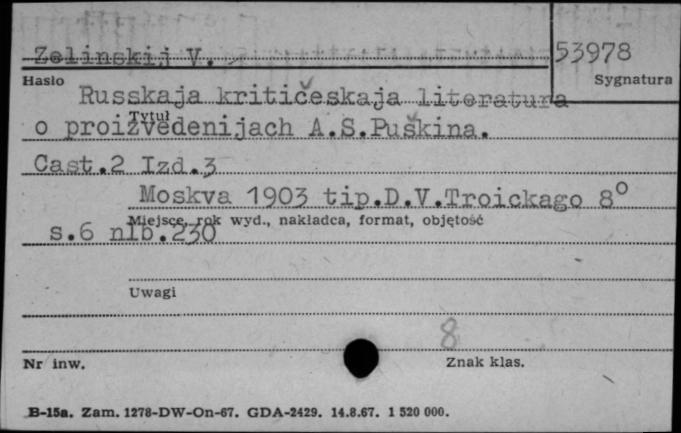 Zelinskij V.
53978
Hasło
Sygnatura
Russkaja kritičeskaja literatura
Tytuł
o proizvedenijach A.S.Puškina.
Cast.2 Izd.3
Moskva 1903 tip.D.V.Troickago 8°
Miejsce, rok wyd., nakładca, format, objętość
s.6 nlb.230
Uwagi
8
Nr inw.
Znak klas.
B-15a. Zam. 1278-DW-On-67. GDA-2429. 14.8.67. 1 520 000.